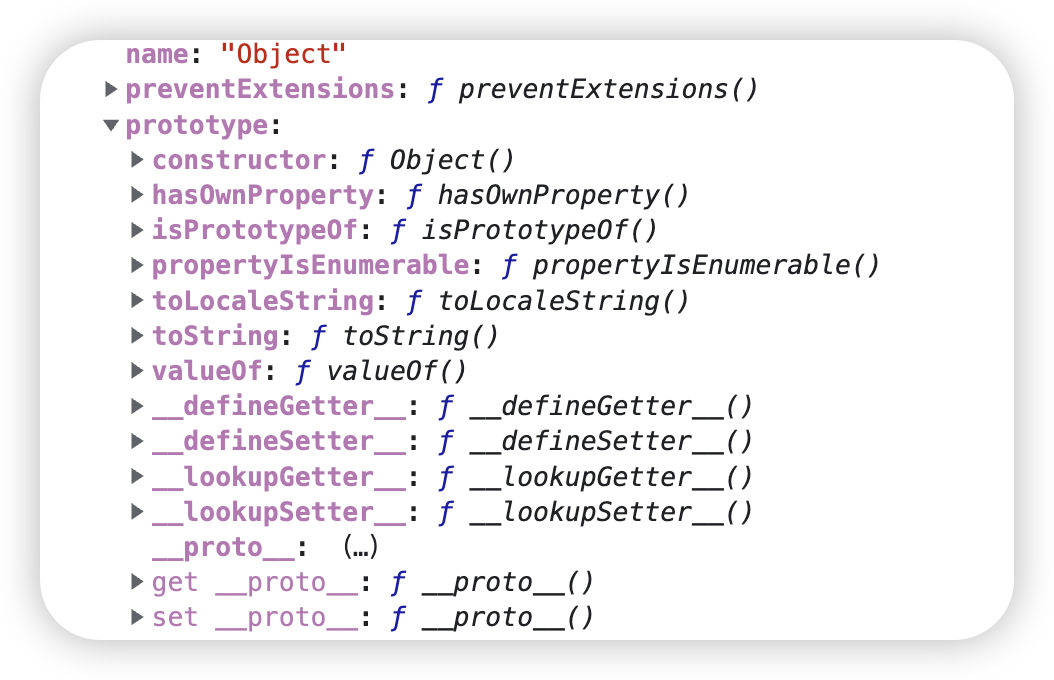 name: "Object"
preventExtensions: ƒ preventExtensions()
prototype:
constructor: ƒ Object()
hasOwnProperty: ƒ hasOwnProperty()
isPrototypeOf: ƒ isPrototypeOf()
propertyIsEnumerable: ƒ propertyIsEnumerable()
toLocaleString: ƒ toLocaleString()
toString: ƒ toString()
valueOf: ƒ valueOf()
__defineGetter__: ƒ __defineGetter__()
__defineSetter__: ƒ __defineSetter__()
__lookupGetter__: ƒ __lookupGetter__()
__lookupSetter__: ƒ __lookupSetter__()
__proto__: (…)
get __proto__: ƒ __proto__()
set __proto__: ƒ __proto__()